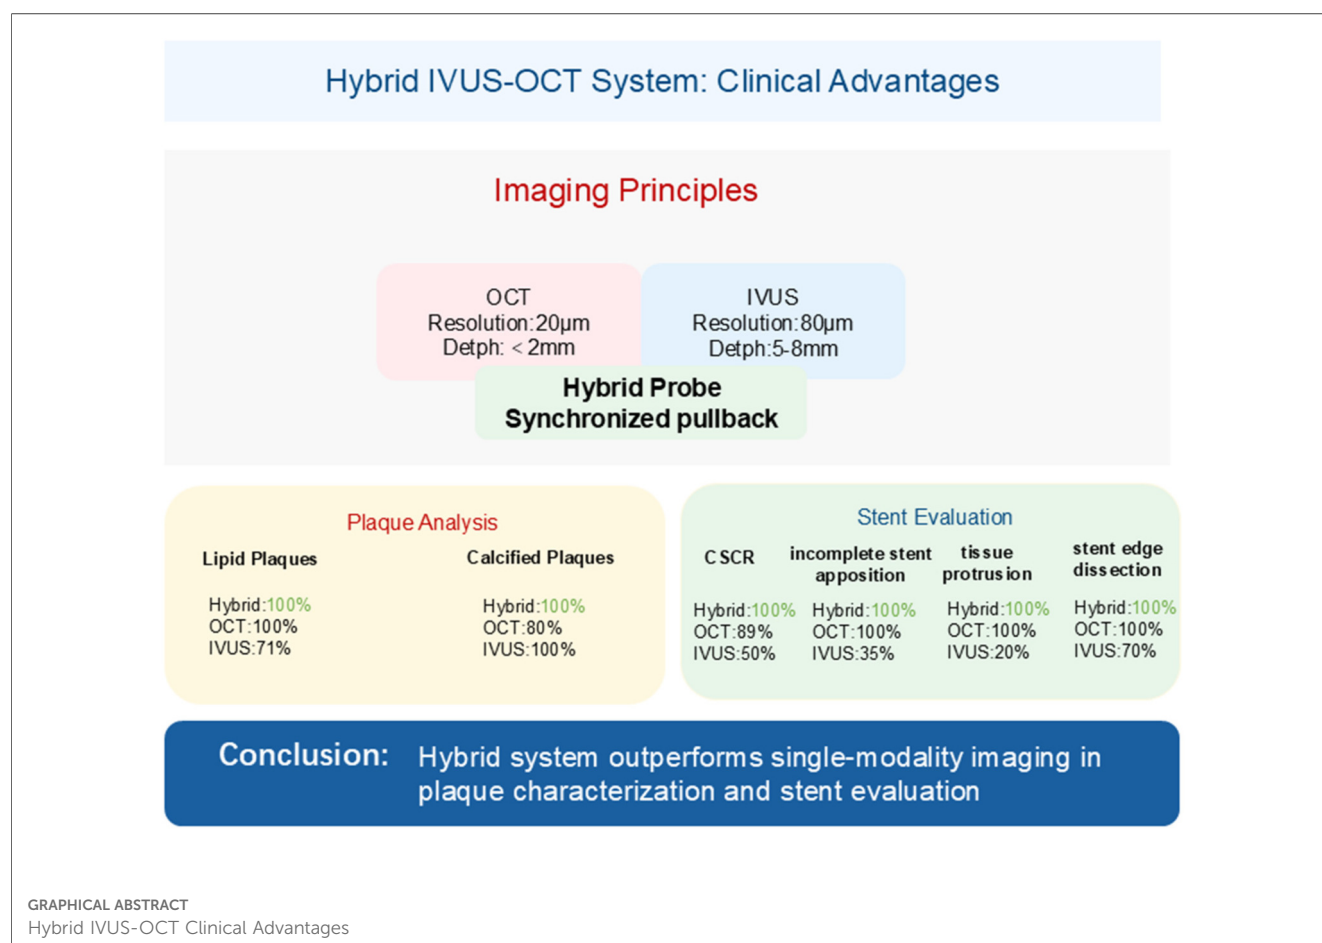 Hybrid IVUS-OCT System: Clinical Advantages
Imaging Principles
OCT
Resolution:20μm
Detph: < 2mm
IVUS
Resolution:80μm
Detph:5-8mm
Hybrid Probe
Synchronized pullback
Plaque Analysis
Lipid Plaques
Hybrid:100%
OCT:100%
IVUS:71%
Calcified Plaques
Hybrid:100%
OCT:80%
IVUS:100%
Stent Evaluation
CSCR
Hybrid:100%
OCT:89%
IVUS:50%
incomplete stent
apposition
Hybrid:100%
OCT:100%
IVUS:35%
tissue
protrusion
Hybrid:100%
OCT:100%
IVUS:20%
stent edge
dissection
Hybrid:100%
OCT:100%
IVUS:70%
Conclusion: Hybrid system outperforms single-modality imaging in
plaque characterization and stent evaluation
GRAPHICAL ABSTRACT
Hybrid IVUS-OCT Clinical Advantages